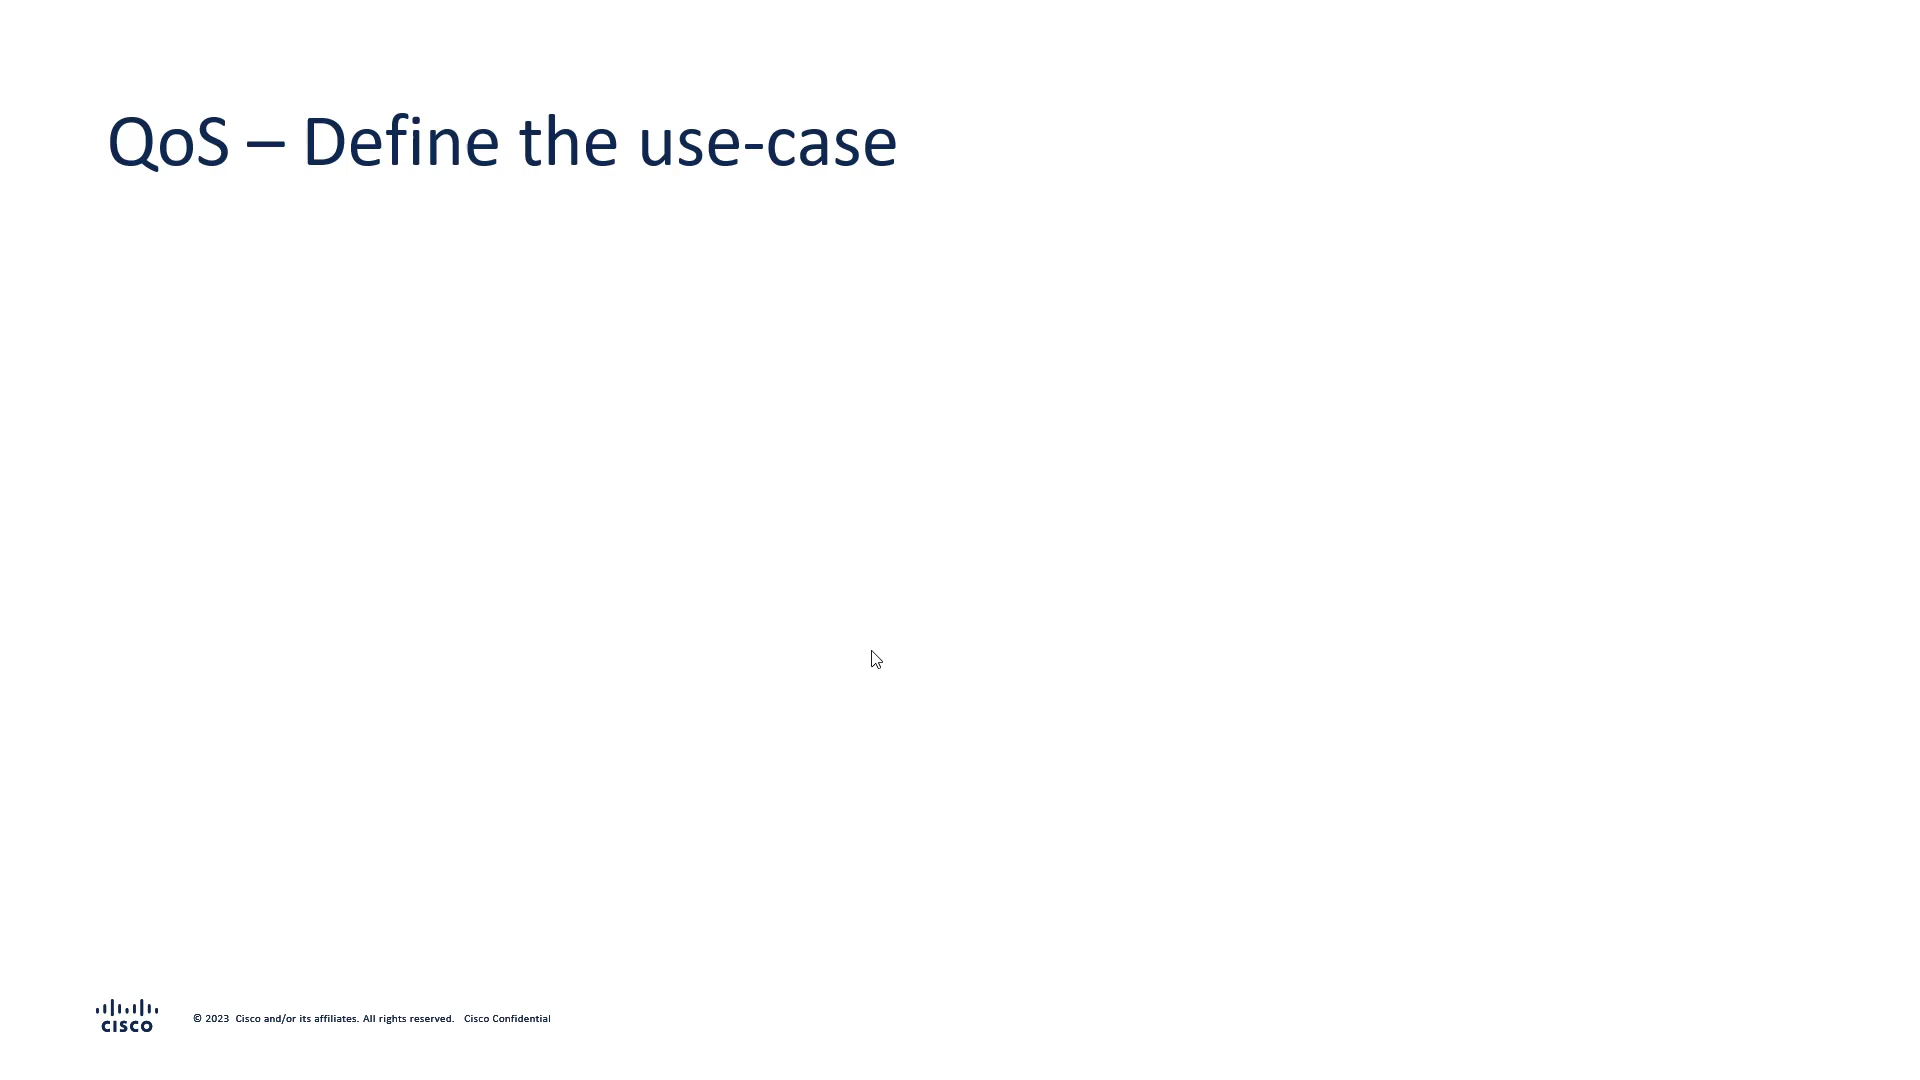 QoS – Define the use-case
CISCO
© 2023 Cisco and/or its affiliates. All rights reserved. Cisco Confidential